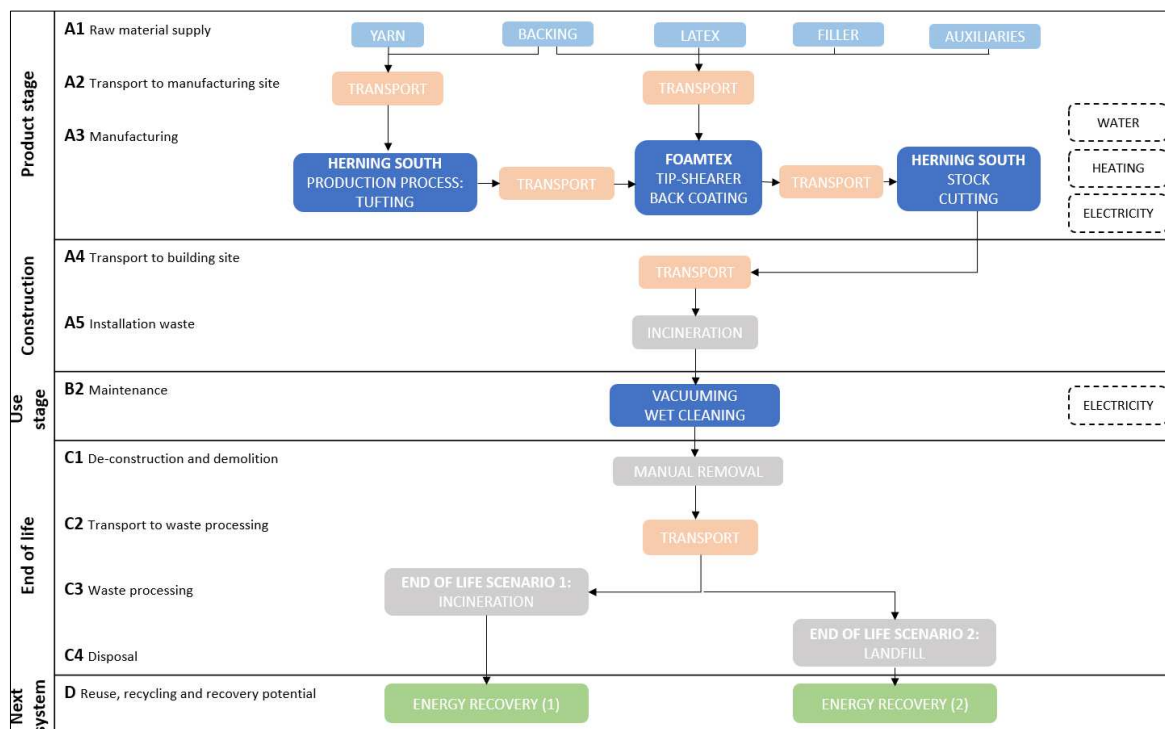 Product stage
A1 Raw material supply
YARN
BACKING
LATEX
FILLER
AUXILIARIES
A2 Transport to manufacturing site
TRANSPORT
TRANSPORT
A3 Manufacturing
HERNING SOUTH
PRODUCTION PROCESS:
TUFTING
TRANSPORT
FOAMTEX
TIP-SHEARER
BACK COATING
TRANSPORT
HERNING SOUTH
STOCK
CUTTING
WATER
HEATING
ELECTRICITY
Construction
A4 Transport to building site
TRANSPORT
A5 Installation waste
INCINERATION
Use
stage
B2 Maintenance
VACUUMING
WET CLEANING
ELECTRICITY
End of life
C1 De-construction and demolition
MANUAL REMOVAL
C2 Transport to waste processing
TRANSPORT
C3 Waste processing
END OF LIFE SCENARIO 1:
INCINERATION
C4 Disposal
END OF LIFE SCENARIO 2:
LANDFILL
Next
system
D Reuse, recycling and recovery potential
ENERGY RECOVERY (1)
ENERGY RECOVERY (2)